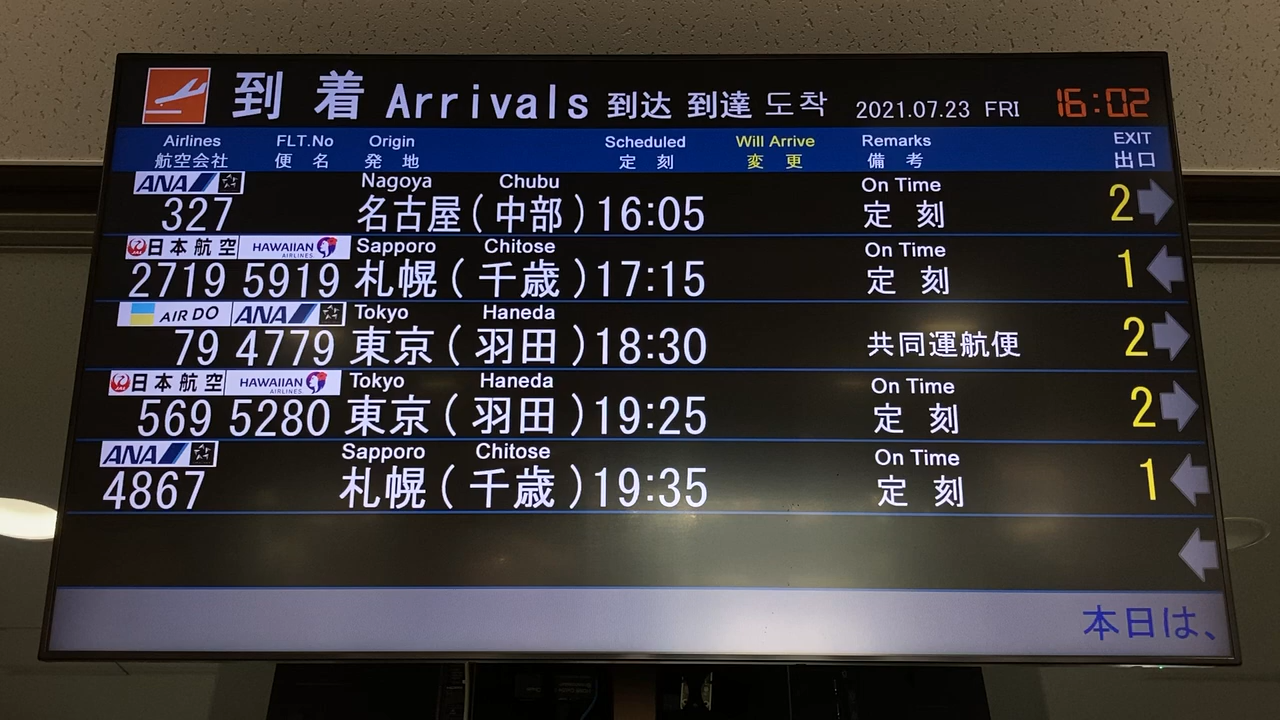 到 着 Arrivals 到达 到達 도착 2021.07.23 FRI 16:02
Airlines FLT.No Origin Scheduled Will Arrive Remarks EXIT
航空会社 便 名 発 地 定 刻 変 更 備 考 出口
ANA Nagoya Chubu On Time
327 名古屋(中部)16:05 定 刻 2
JAL 日本航空 HAWAIIAN AIRLINES Sapporo Chitose On Time
2719 5919 札幌(千歳)17:15 定 刻 1
AIR DO ANA Tokyo Haneda
79 4779 東京(羽田)18:30 共同運航便 2
JAL 日本航空 HAWAIIAN AIRLINES Tokyo Haneda On Time
569 5280 東京(羽田)19:25 定 刻 2
ANA Sapporo Chitose On Time
4867 札幌(千歳)19:35 定 刻 1
本日は、